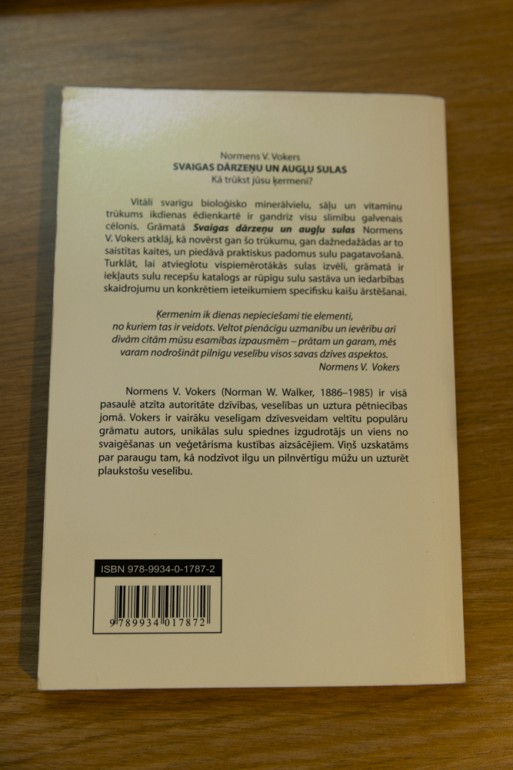 Normens V. Vokers
SVAIGAS DĀRZEŅU UN AUGĻU SULAS
Kā trūkst jūsu ķermenī?
Vitāli svarīgu bioloģisko minerālvielu, sāļu un vitamīnu
trūkums ikdienas ēdienkartē ir gandrīz visu slimību galvenais
cēlonis. Grāmatā Svaigas dārzeņu un augļu sulas Normens
V. Vokers atklāj, kā novērst gan šo trūkumu, gan dažnedažādas ar to
saistītas kaites, un piedāvā praktiskus padomus sulu pagatavošanā.
Turklāt, lai atvieglotu vispiemērotākās sulas izvēli, grāmatā ir
iekļauts sulu recepšu katalogs ar rūpīgu sulu sastāva un iedarbības
skaidrojumu un konkrētiem ieteikumiem specifisku kaišu ārstēšanai.
Ķermenim ik dienas nepieciešami tie elementi,
no kuriem tas ir veidots. Veltot pienācīgu uzmanību un ievērību arī
divām citām mūsu esamības izpausmēm – prātam un garam, mēs
varam nodrošināt pilnīgu veselību visos savas dzīves aspektos.
Normens V. Vokers
Normens V. Vokers (Norman W. Walker, 1886–1985) ir visā
pasaulē atzīta autoritāte dzīvības, veselības un uztura pētniecības
jomā. Vokers ir vairāku veselīgam dzīvesveidam veltītu populāru
grāmatu autors, unikālas sulu spiednes izgudrotājs un viens no
svaigēšanas un veģetārisma kustības aizsācējiem. Viņš uzskatāms
par paraugu tam, kā nodzīvot ilgu un pilnvērtīgu mūžu un uzturēt
plaukstošu veselību.
ISBN 978-9934-0-1787-2
9 789934 017872